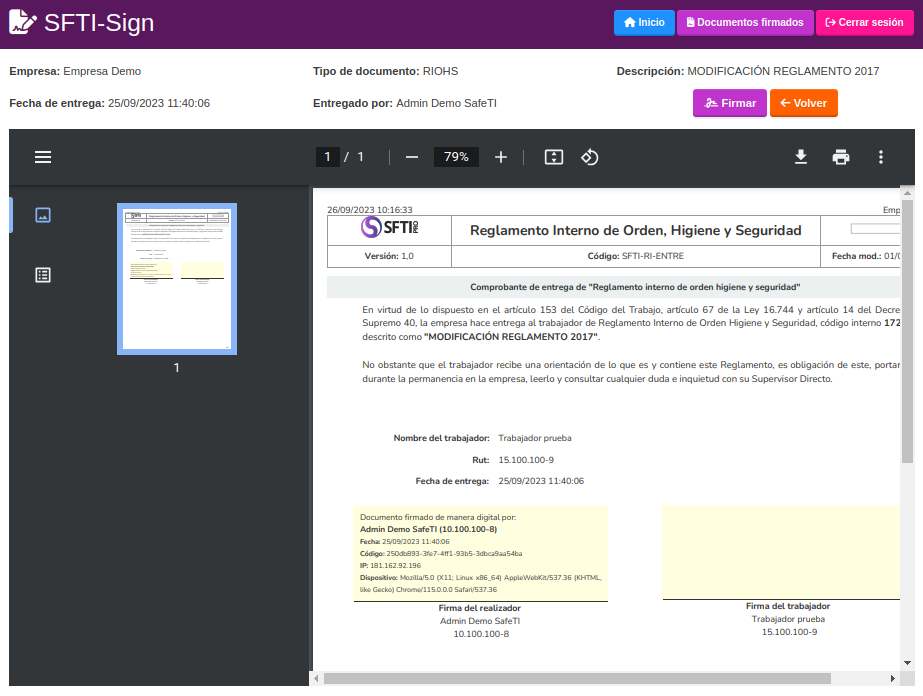 SFTI-Sign
Inicio
Documentos firmados
Cerrar sesión
Empresa: Empresa Demo
Tipo de documento: RIOHS
Descripción: MODIFICACIÓN REGLAMENTO 2017
Fecha de entrega: 25/09/2023 11:40:06
Entregado por: Admin Demo SafeTI
Firmar
Volver
1 / 1
79%
1
26/09/2023 10:16:33
Emp
SFTI PRO
Reglamento Interno de Orden, Higiene y Seguridad
Versión: 1,0
Código: SFTI-RI-ENTRE
Fecha mod.: 01/0
Comprobante de entrega de "Reglamento interno de orden higiene y seguridad"
En virtud de lo dispuesto en el artículo 153 del Código del Trabajo, artículo 67 de la Ley 16.744 y artículo 14 del Decre
Supremo 40, la empresa hace entrega al trabajador de Reglamento Interno de Orden Higiene y Seguridad, código interno 172
descrito como "MODIFICACIÓN REGLAMENTO 2017".
No obstante que el trabajador recibe una orientación de lo que es y contiene este Reglamento, es obligación de este, portar
durante la permanencia en la empresa, leerlo y consultar cualquier duda e inquietud con su Supervisor Directo.
Nombre del trabajador: Trabajador prueba
Rut: 15.100.100-9
Fecha de entrega: 25/09/2023 11:40:06
Documento firmado de manera digital por:
Admin Demo SafeTI (10.100.100-8)
Fecha: 25/09/2023 11:40:06
Código: 250db893-3fe7-4ff1-93b5-3dbca9aa54ba
IP: 181.162.92.196
Dispositivo: Mozilla/5.0 (X11; Linux x86_64) AppleWebKit/537.36 (KHTML,
like Gecko) Chrome/115.0.0.0 Safari/537.36
Firma del realizador
Admin Demo SafeTI
10.100.100-8
Firma del trabajador
Trabajador prueba
15.100.100-9